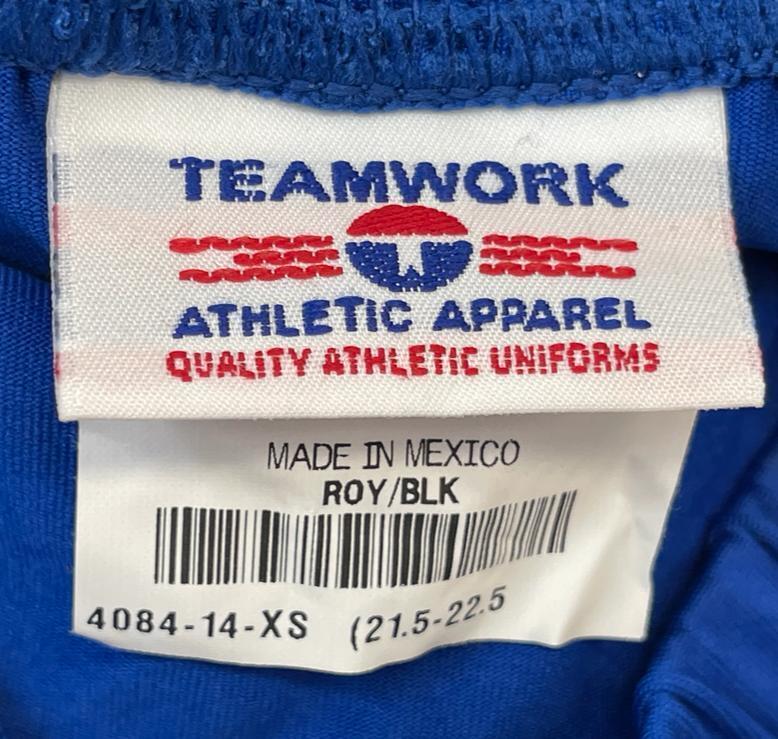 TEAMWORK
ATHLETIC APPAREL
QUALITY ATHLETIC UNIFORMS
MADE IN MEXICO
ROY/BLK
4084-14-XS (21.5-22.5